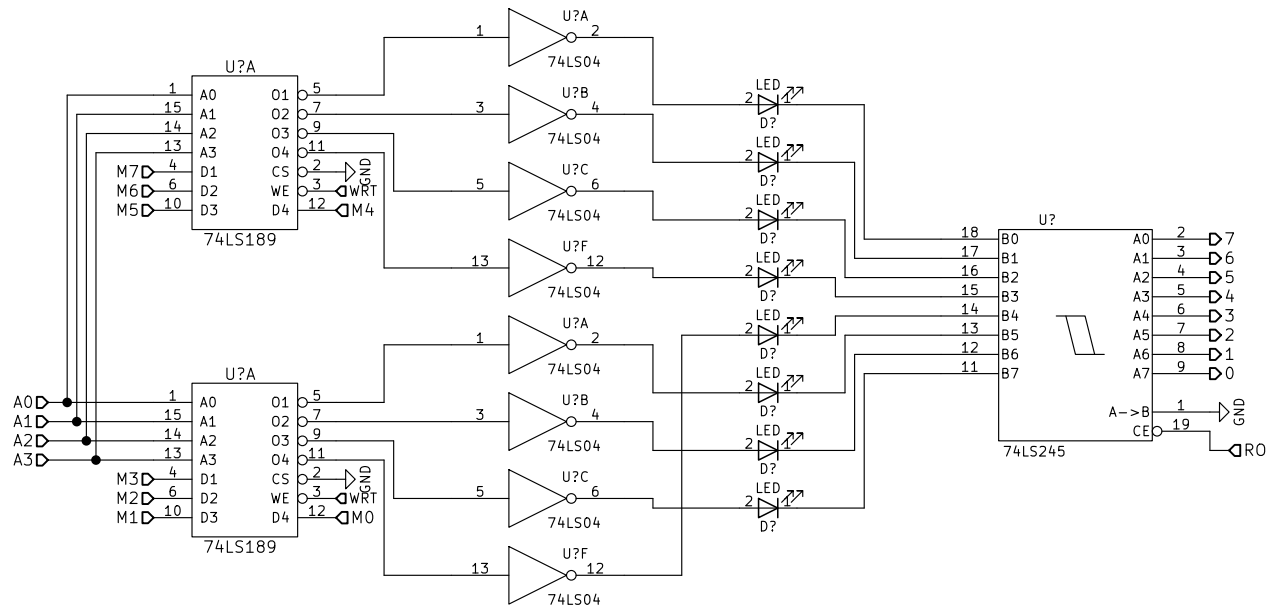 U?A
1 A0 O1 5
15 A1 O2 7
14 A2 O3 9
13 A3 O4 11
M7 4 D1 CS 2 GND
M6 6 D2 WE 3 WRT
M5 10 D3 D4 12 M4
74LS189
U?A
A0 1 A0 O1 5
A1 15 A1 O2 7
A2 14 A2 O3 9
A3 13 A3 O4 11
M3 4 D1 CS 2 GND
M2 6 D2 WE 3 WRT
M1 10 D3 D4 12 M0
74LS189
U?A
1 2
74LS04
U?B
3 4
74LS04
U?C
5 6
74LS04
U?F
13 12
74LS04
U?A
1 2
74LS04
U?B
3 4
74LS04
U?C
5 6
74LS04
U?F
13 12
74LS04
LED
2 1
D?
LED
2 1
D?
LED
2 1
D?
LED
2 1
D?
LED
2 1
D?
LED
2 1
D?
LED
2 1
D?
LED
2 1
D?
U?
18 B0 A0 2 7
17 B1 A1 3 6
16 B2 A2 4 5
15 B3 A3 5 4
14 B4 A4 6 3
13 B5 A5 7 2
12 B6 A6 8 1
11 B7 A7 9 0
A->B 1 GND
CE 19 RO
74LS245